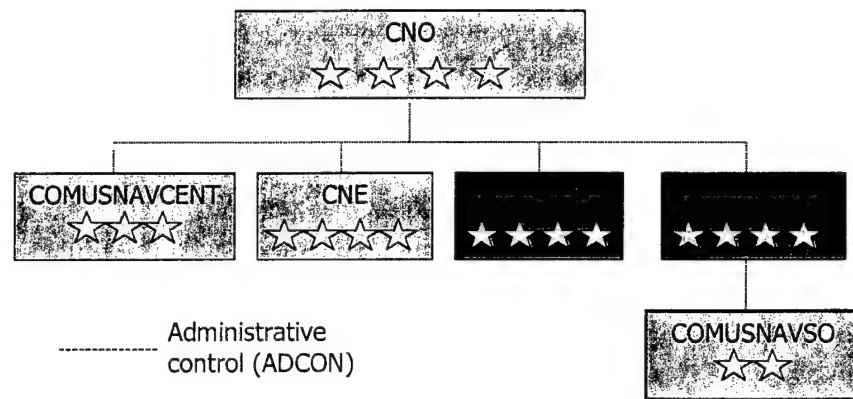 CNO
COMUSNAVCENT
CNE
COMUSNAVSO
Administrative
control (ADCON)